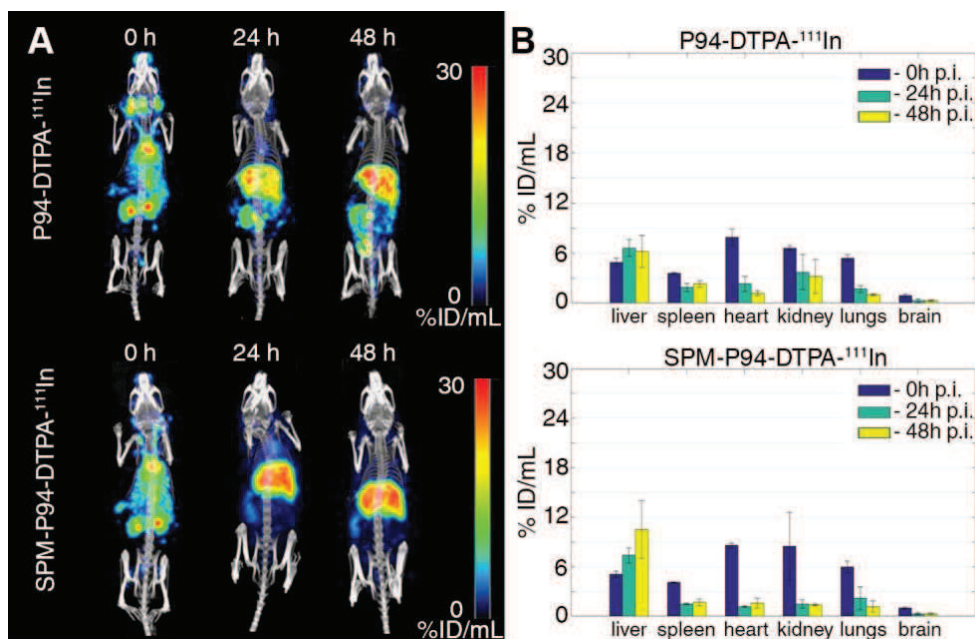 A
0 h 24 h 48 h
P94-DTPA-¹¹¹In
30
0
%ID/mL
0 h 24 h 48 h
SPM-P94-DTPA-¹¹¹In
30
0
%ID/mL
B
P94-DTPA-¹¹¹In
% ID/mL
30
24
18
12
6
0
- 0h p.i.
- 24h p.i.
- 48h p.i.
liver spleen heart kidney lungs brain
SPM-P94-DTPA-¹¹¹In
% ID/mL
30
24
18
12
6
0
- 0h p.i.
- 24h p.i.
- 48h p.i.
liver spleen heart kidney lungs brain